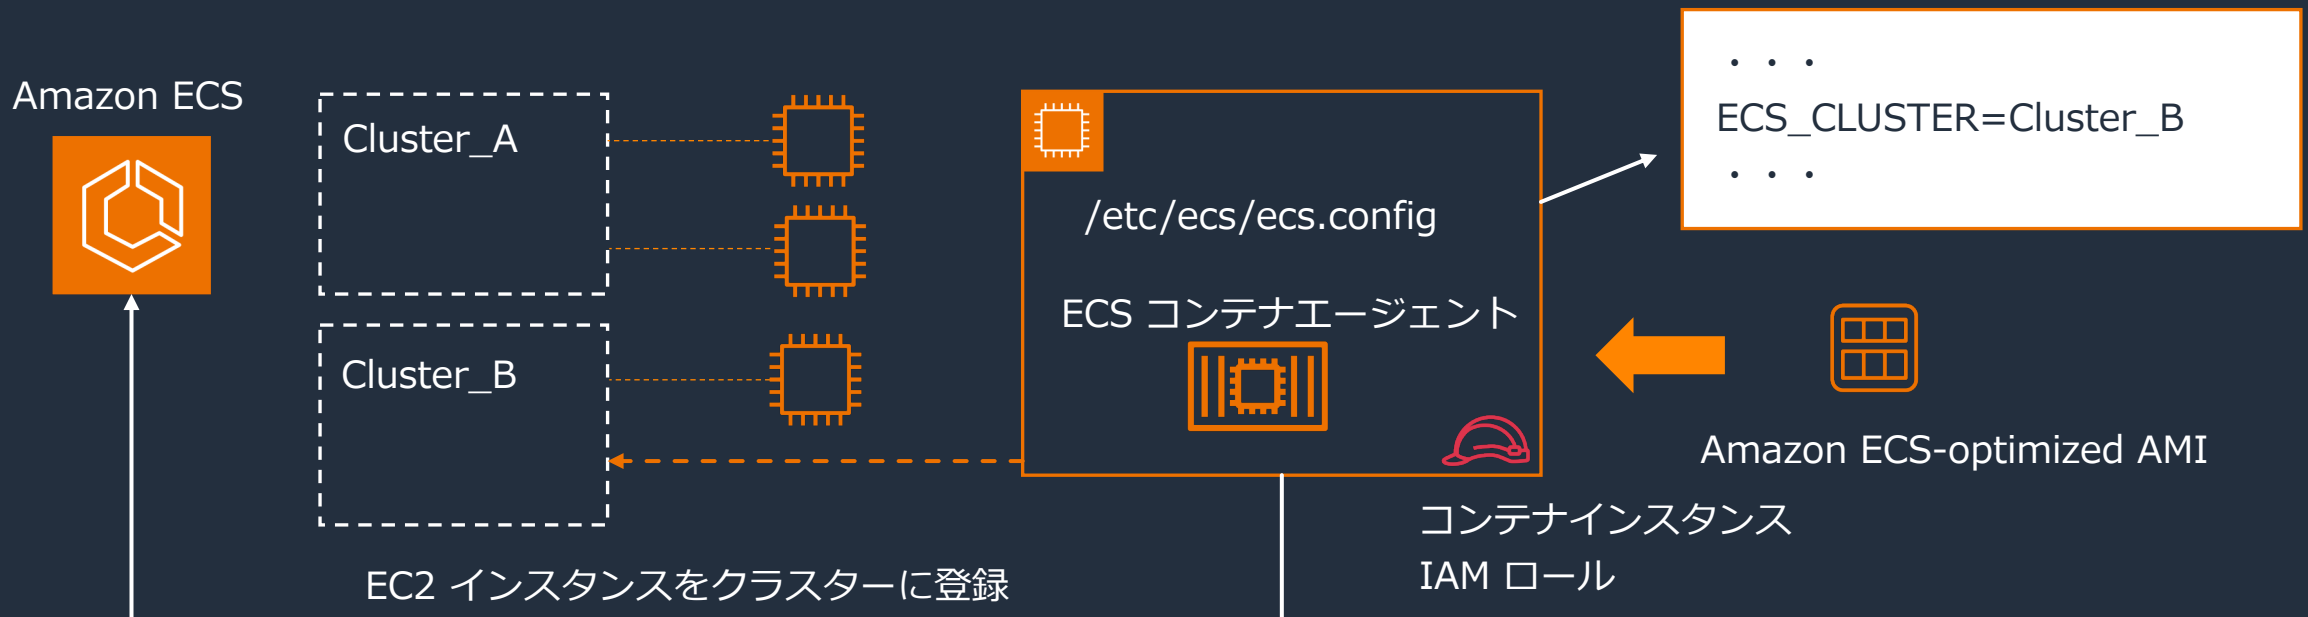 Amazon ECS
Cluster_A
Cluster_B
EC2 インスタンスをクラスターに登録
/etc/ecs/ecs.config
ECS コンテナエージェント
・・・
ECS_CLUSTER=Cluster_B
・・・
Amazon ECS-optimized AMI
コンテナインスタンス
IAM ロール